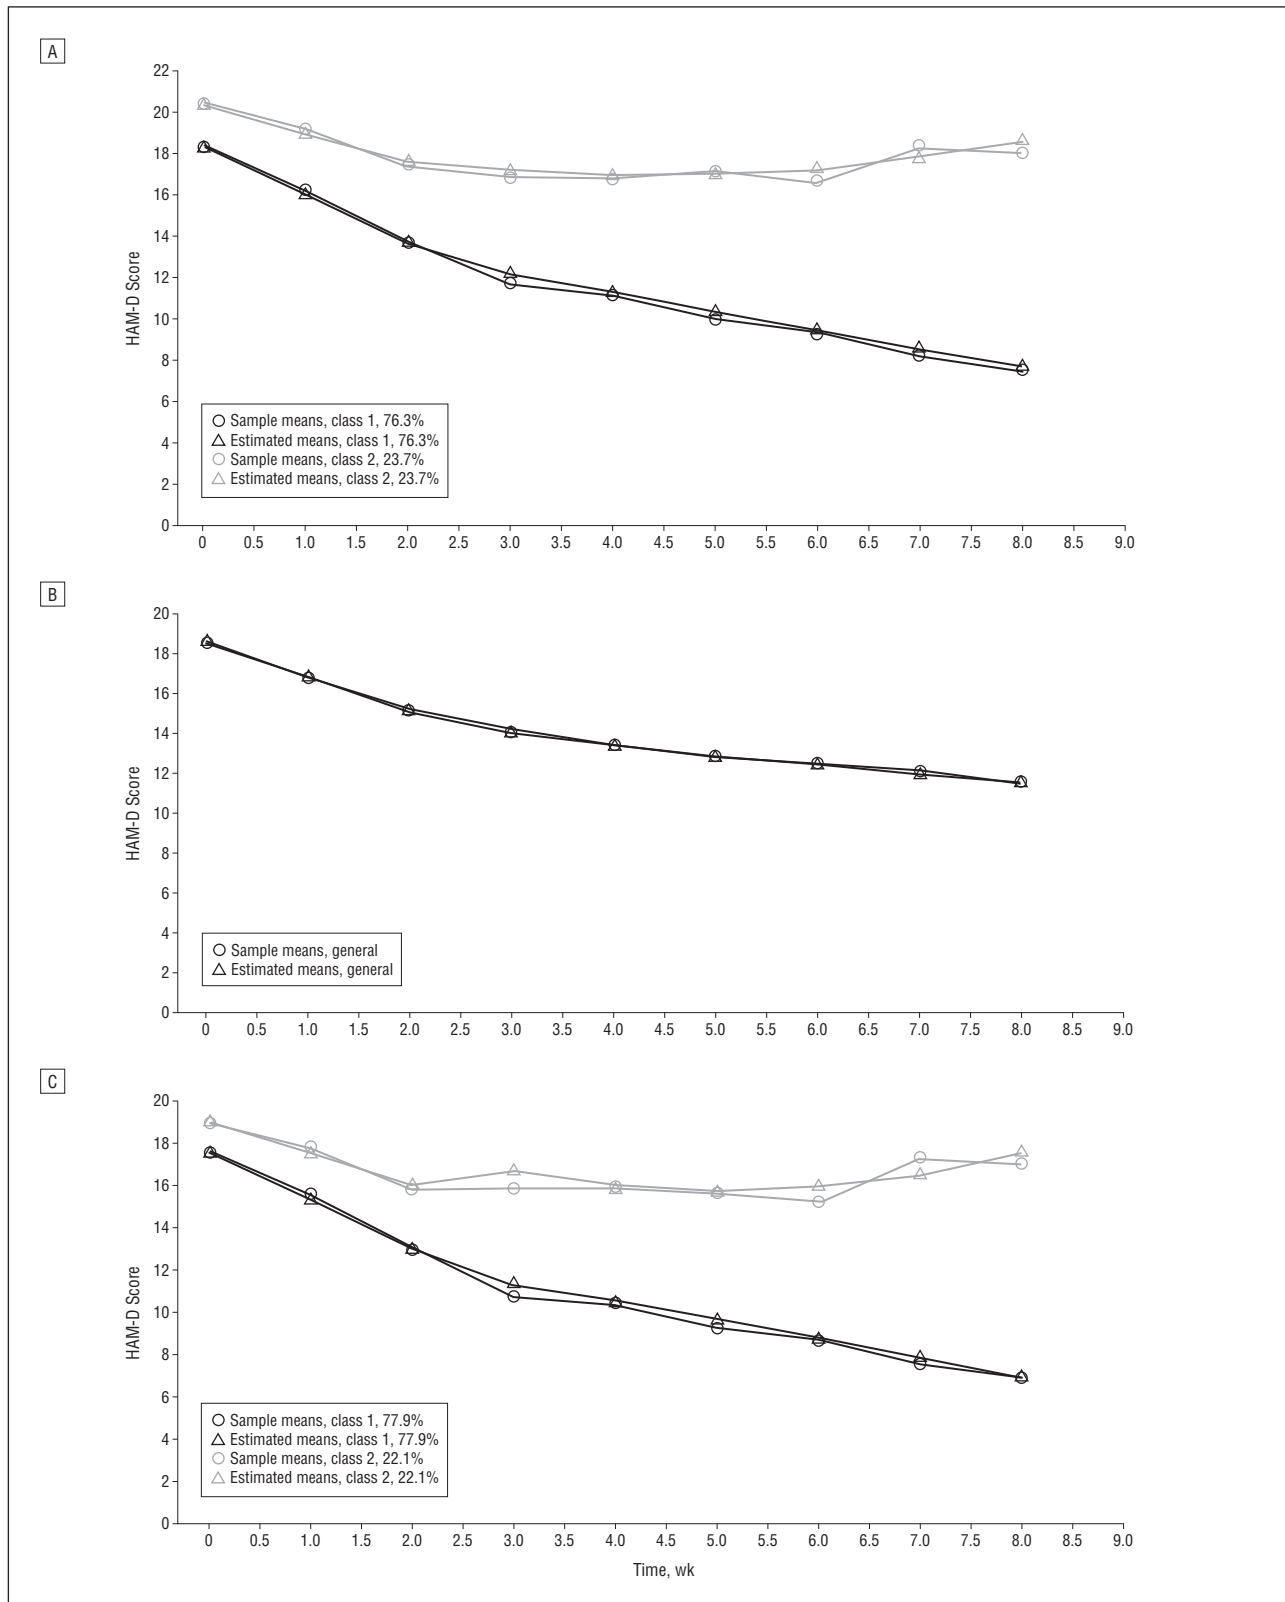 A
22
20
18
16
14
12
10
8
6
4
2
0
HAM-D Score
Sample means, class 1, 76.3%
Estimated means, class 1, 76.3%
Sample means, class 2, 23.7%
Estimated means, class 2, 23.7%
0 0.5 1.0 1.5 2.0 2.5 3.0 3.5 4.0 4.5 5.0 5.5 6.0 6.5 7.0 7.5 8.0 8.5 9.0
B
20
18
16
14
12
10
8
6
4
2
0
HAM-D Score
Sample means, general
Estimated means, general
0 0.5 1.0 1.5 2.0 2.5 3.0 3.5 4.0 4.5 5.0 5.5 6.0 6.5 7.0 7.5 8.0 8.5 9.0
C
20
18
16
14
12
10
8
6
4
2
0
HAM-D Score
Sample means, class 1, 77.9%
Estimated means, class 1, 77.9%
Sample means, class 2, 22.1%
Estimated means, class 2, 22.1%
0 0.5 1.0 1.5 2.0 2.5 3.0 3.5 4.0 4.5 5.0 5.5 6.0 6.5 7.0 7.5 8.0 8.5 9.0
Time, wk